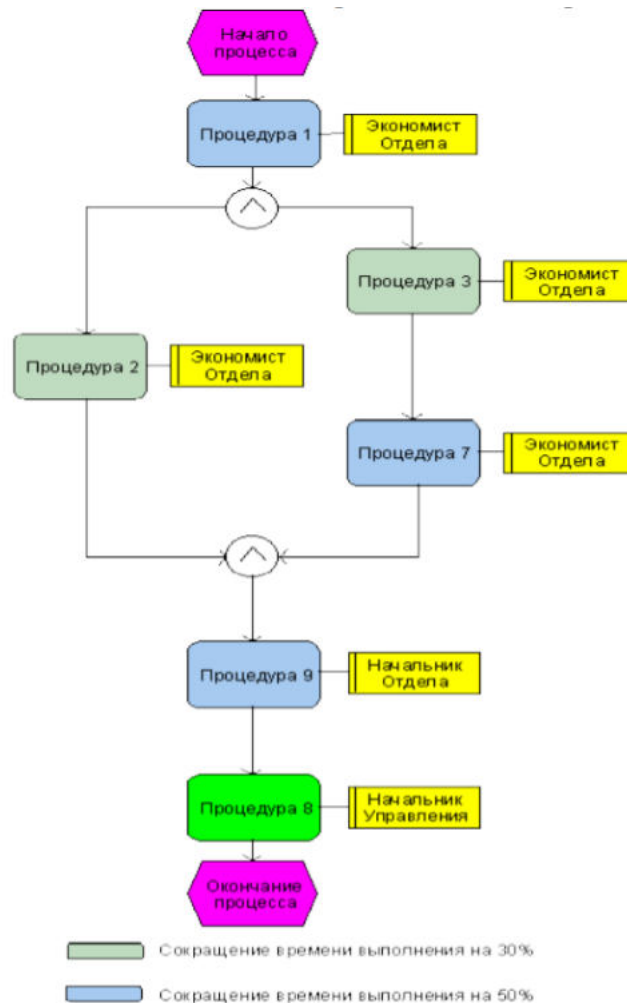 Начало
процесса
Процедура 1
Экономист
Отдела
Процедура 3
Экономист
Отдела
Процедура 2
Экономист
Отдела
Процедура 7
Экономист
Отдела
Процедура 9
Начальник
Отдела
Процедура 8
Начальник
Управления
Окончание
процесса
Сокращение времени выполнения на 30%
Сокращение времени выполнения на 50%